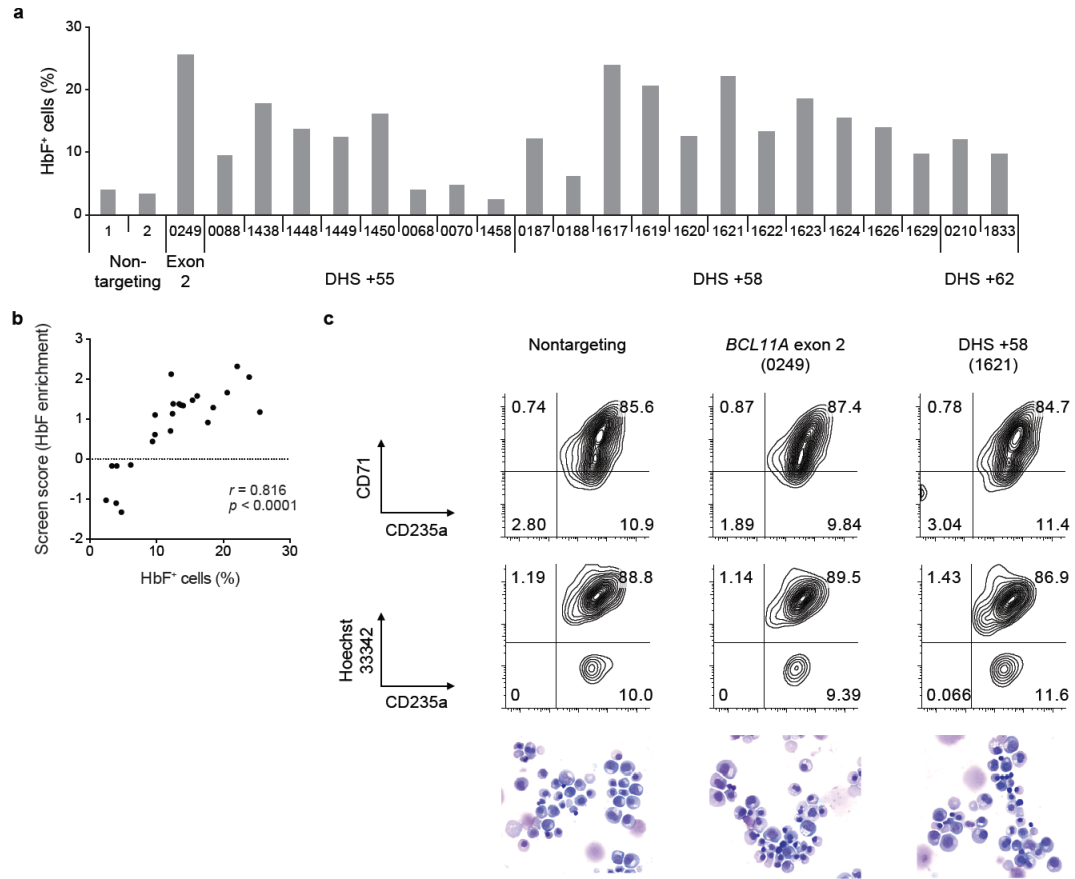 a
30
20
10
0
HbF+ cells (%)
1 2 0249 0088 1438 1448 1449 1450 0068 0070 1458 0187 0188 1617 1619 1620 1621 1622 1623 1624 1626 1629 0210 1833
Non-
targeting
Exon
2
DHS +55
DHS +58
DHS +62
b
3
2
1
0
-1
-2
Screen score (HbF enrichment)
r = 0.816
p < 0.0001
0 10 20 30
HbF+ cells (%)
c
Nontargeting
BCL11A exon 2
(0249)
DHS +58
(1621)
CD71
CD235a
0.74 85.6
2.80 10.9
0.87 87.4
1.89 9.84
0.78 84.7
3.04 11.4
Hoechst
33342
CD235a
1.19 88.8
0 10.0
1.14 89.5
0 9.39
1.43 86.9
0.066 11.6